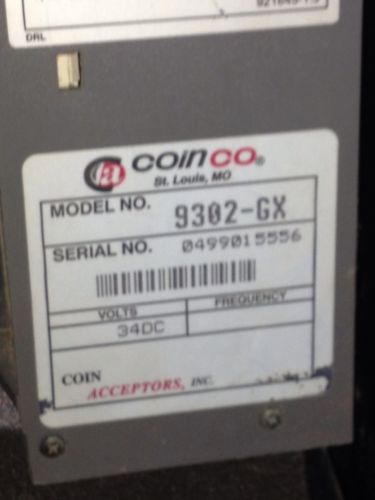 DRL
COINCO®
St. Louis, MO
MODEL NO. 9302-GX
SERIAL NO. 0499015556
VOLTS FREQUENCY
34DC
COIN
ACCEPTORS, INC.